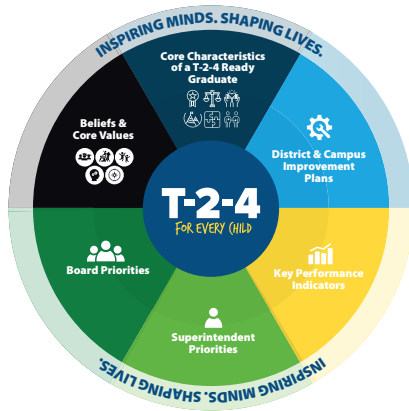 INSPIRING MINDS. SHAPING LIVES.
Core Characteristics
of a T-2-4 Ready
Graduate
Beliefs &
Core Values
District & Campus
Improvement
Plans
T-2-4
FOR EVERY CHILD
Board Priorities
Key Performance
Indicators
Superintendent
Priorities
INSPIRING MINDS. SHAPING LIVES.